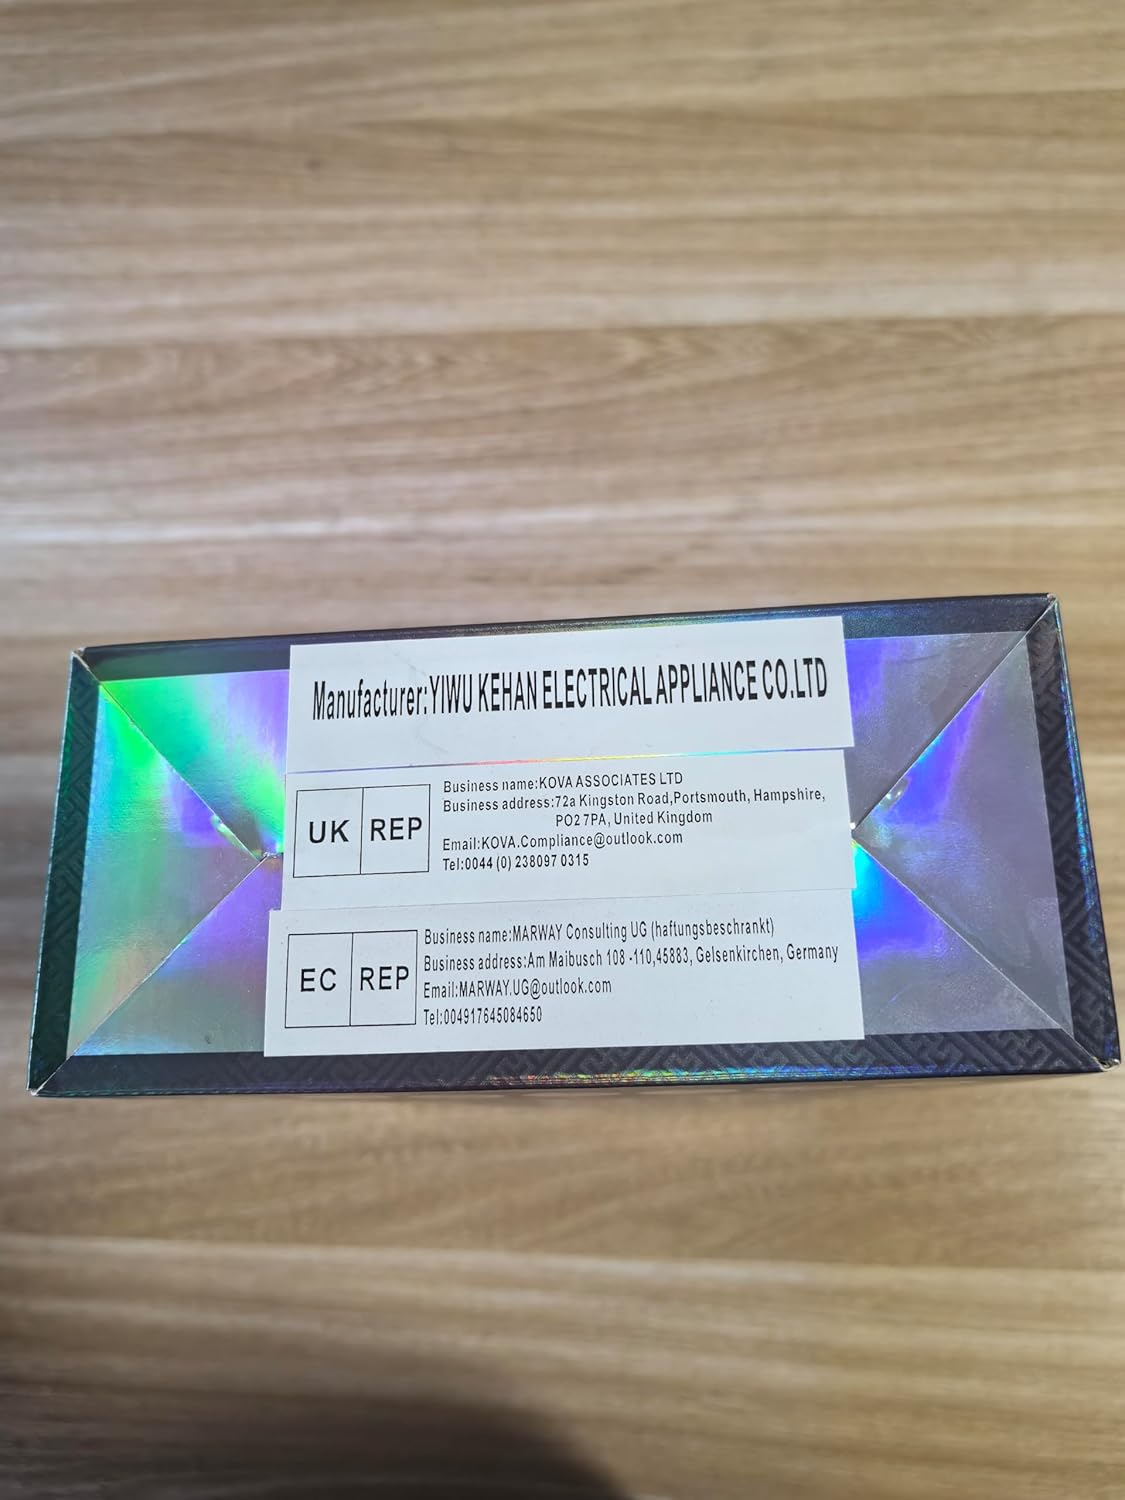 Manufacturer:YIWU KEHAN ELECTRICAL APPLIANCE CO.LTD
UK REP
Business name:KOVA ASSOCIATES LTD
Business address:72a Kingston Road,Portsmouth, Hampshire,
PO2 7PA, United Kingdom
Email:KOVA.Compliance@outlook.com
Tel:0044 (0) 238097 0315
EC REP
Business name:MARWAY Consulting UG (haftungsbeschrankt)
Business address:Am Maibusch 108 -110,45883, Gelsenkirchen, Germany
Email:MARWAY.UG@outlook.com
Tel:004917645084650